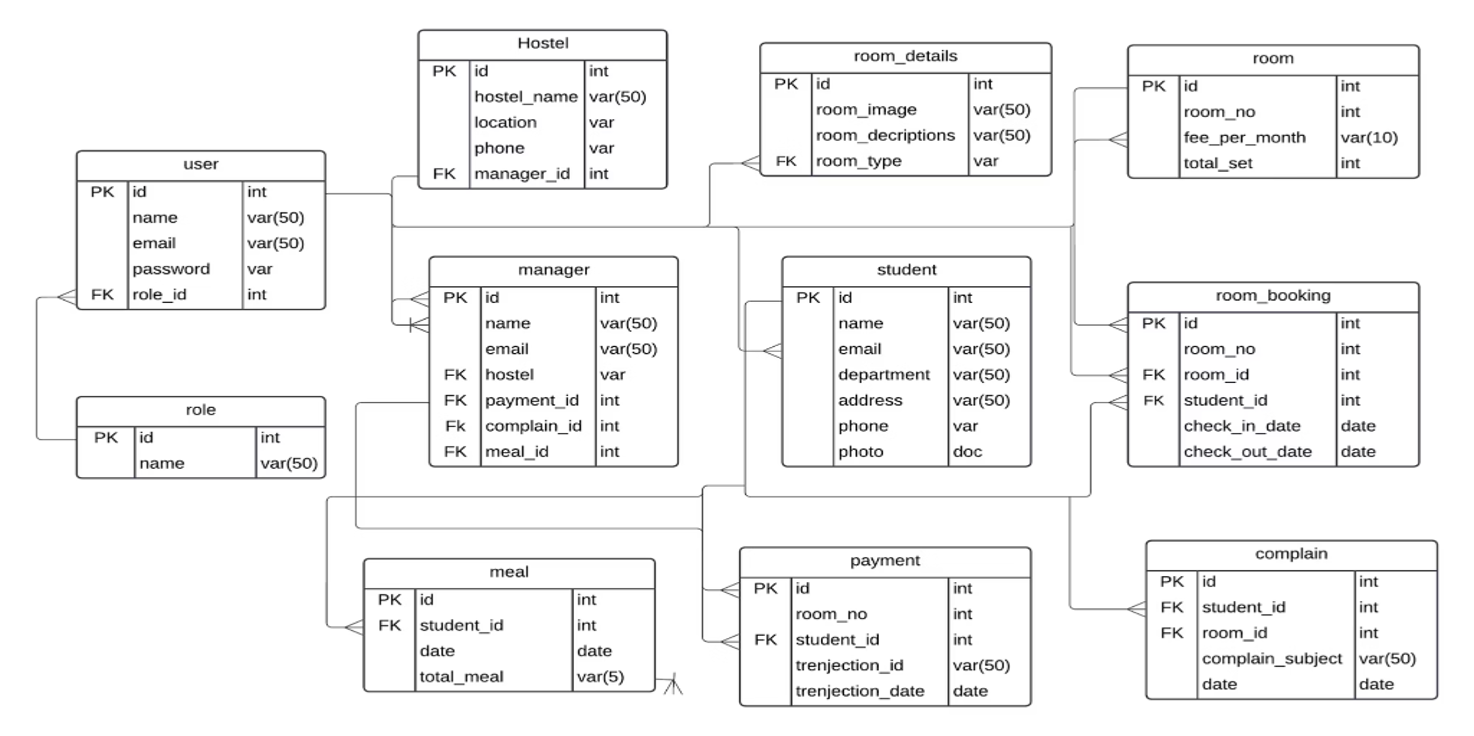 Hostel
PK id int
hostel_name var(50)
location var
phone var
FK manager_id int
room_details
PK id int
room_image var(50)
room_decriptions var(50)
FK room_type var
room
PK id int
room_no int
fee_per_month var(10)
total_set int
user
PK id int
name var(50)
email var(50)
password var
FK role_id int
manager
PK id int
name var(50)
email var(50)
FK hostel var
FK payment_id int
Fk complain_id int
FK meal_id int
student
PK id int
name var(50)
email var(50)
department var(50)
address var(50)
phone var
photo doc
room_booking
PK id int
room_no int
FK room_id int
FK student_id int
check_in_date date
check_out_date date
role
PK id int
name var(50)
meal
PK id int
FK student_id int
date date
total_meal var(5)
payment
PK id int
room_no int
FK student_id int
trenjection_id var(50)
trenjection_date date
complain
PK id int
FK student_id int
FK room_id int
complain_subject var(50)
date date